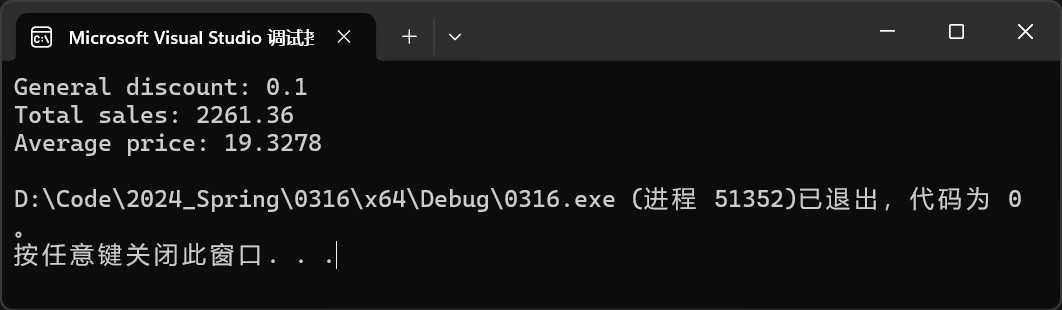 Microsoft Visual Studio 调试
General discount: 0.1
Total sales: 2261.36
Average price: 19.3278
D:\Code\2024_Spring\0316\x64\Debug\0316.exe (进程 51352)已退出，代码为 0
。
按任意键关闭此窗口. . .